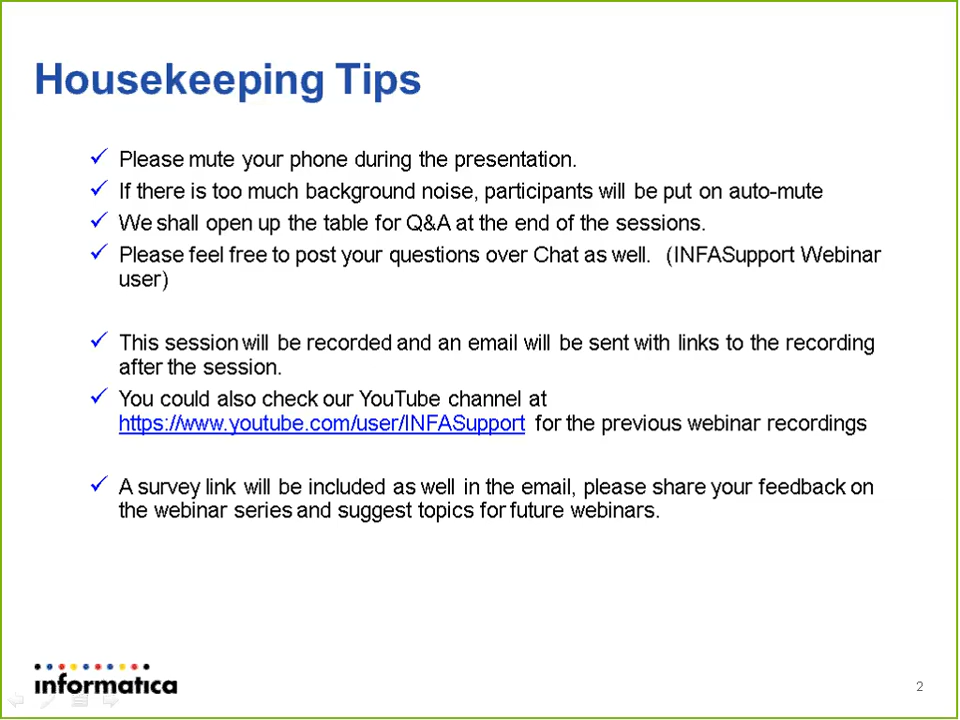 Housekeeping Tips
Please mute your phone during the presentation.
If there is too much background noise, participants will be put on auto-mute
We shall open up the table for Q&A at the end of the sessions.
Please feel free to post your questions over Chat as well. (INFASupport Webinar
user)
This session will be recorded and an email will be sent with links to the recording
after the session.
You could also check our YouTube channel at
https://www.youtube.com/user/INFASupport for the previous webinar recordings
A survey link will be included as well in the email, please share your feedback on
the webinar series and suggest topics for future webinars.
informatica
2